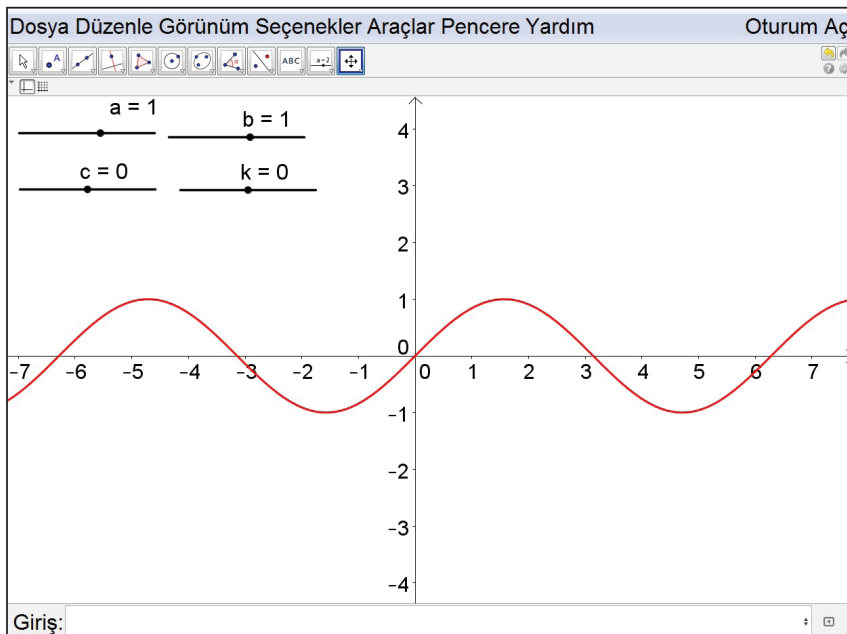 Dosya Düzenle Görünüm Seçenekler Araçlar Pencere Yardım Oturum Aç
A ABC a=2
a = 1
b = 1
c = 0
k = 0
4
3
2
1
0
−7 −6 −5 −4 −3 −2 −1 0 1 2 3 4 5 6 7
−1
−2
−3
−4
Giriş: